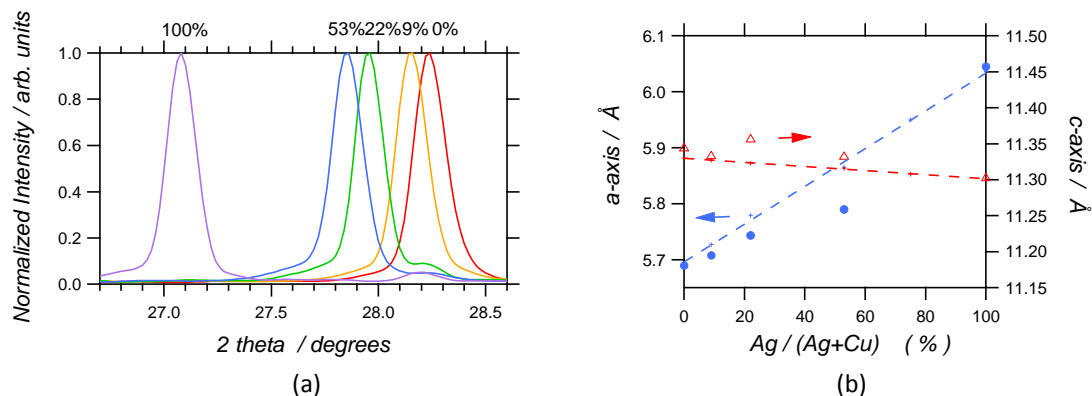 100% 53%22%9% 0%
Normalized Intensity / arb. units
1.0
0.8
0.6
0.4
0.2
0.0
27.0 27.5 28.0 28.5
2 theta / degrees
(a)
a-axis / Å
6.1
6.0
5.9
5.8
5.7
11.50
11.45
11.40
11.35
11.30
11.25
11.20
11.15
c-axis / Å
0 20 40 60 80 100
Ag / (Ag+Cu) ( % )
(b)